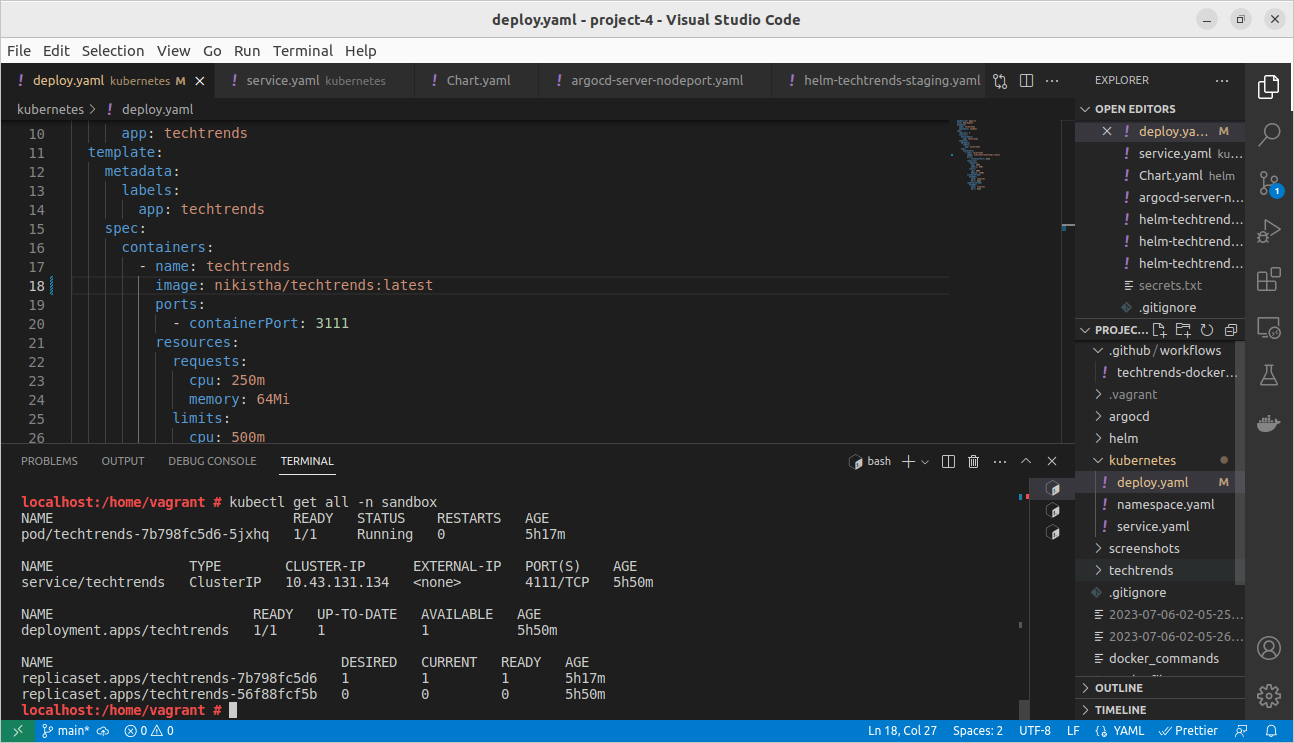 deploy.yaml - project-4 - Visual Studio Code
File Edit Selection View Go Run Terminal Help
! deploy.yaml kubernetes M
! service.yaml kubernetes
! Chart.yaml
! argocd-server-nodeport.yaml
! helm-techtrends-staging.yaml
kubernetes > ! deploy.yaml
10 app: techtrends
11 template:
12 metadata:
13 labels:
14 app: techtrends
15 spec:
16 containers:
17 - name: techtrends
18 image: nikistha/techtrends:latest
19 ports:
20 - containerPort: 3111
21 resources:
22 requests:
23 cpu: 250m
24 memory: 64Mi
25 limits:
26 cpu: 500m
PROBLEMS OUTPUT DEBUG CONSOLE TERMINAL
bash
localhost:/home/vagrant # kubectl get all -n sandbox
NAME READY STATUS RESTARTS AGE
pod/techtrends-7b798fc5d6-5jxhq 1/1 Running 0 5h17m
NAME TYPE CLUSTER-IP EXTERNAL-IP PORT(S) AGE
service/techtrends ClusterIP 10.43.131.134 <none> 4111/TCP 5h50m
NAME READY UP-TO-DATE AVAILABLE AGE
deployment.apps/techtrends 1/1 1 1 5h50m
NAME DESIRED CURRENT READY AGE
replicaset.apps/techtrends-7b798fc5d6 1 1 1 5h17m
replicaset.apps/techtrends-56f88fcf5b 0 0 0 5h50m
localhost:/home/vagrant #
EXPLORER
OPEN EDITORS
! deploy.ya... M
! service.yaml ku...
! Chart.yaml helm
! argocd-server-n...
! helm-techtrend...
! helm-techtrend...
! helm-techtrend...
secrets.txt
.gitignore
PROJEC...
.github/workflows
! techtrends-docker...
.vagrant
argocd
helm
kubernetes
! deploy.yaml M
! namespace.yaml
! service.yaml
screenshots
techtrends
.gitignore
2023-07-06-02-05-25...
2023-07-06-02-05-26...
docker_commands
OUTLINE
TIMELINE
1
main* 0 0
Ln 18, Col 27 Spaces: 2 UTF-8 LF YAML Prettier